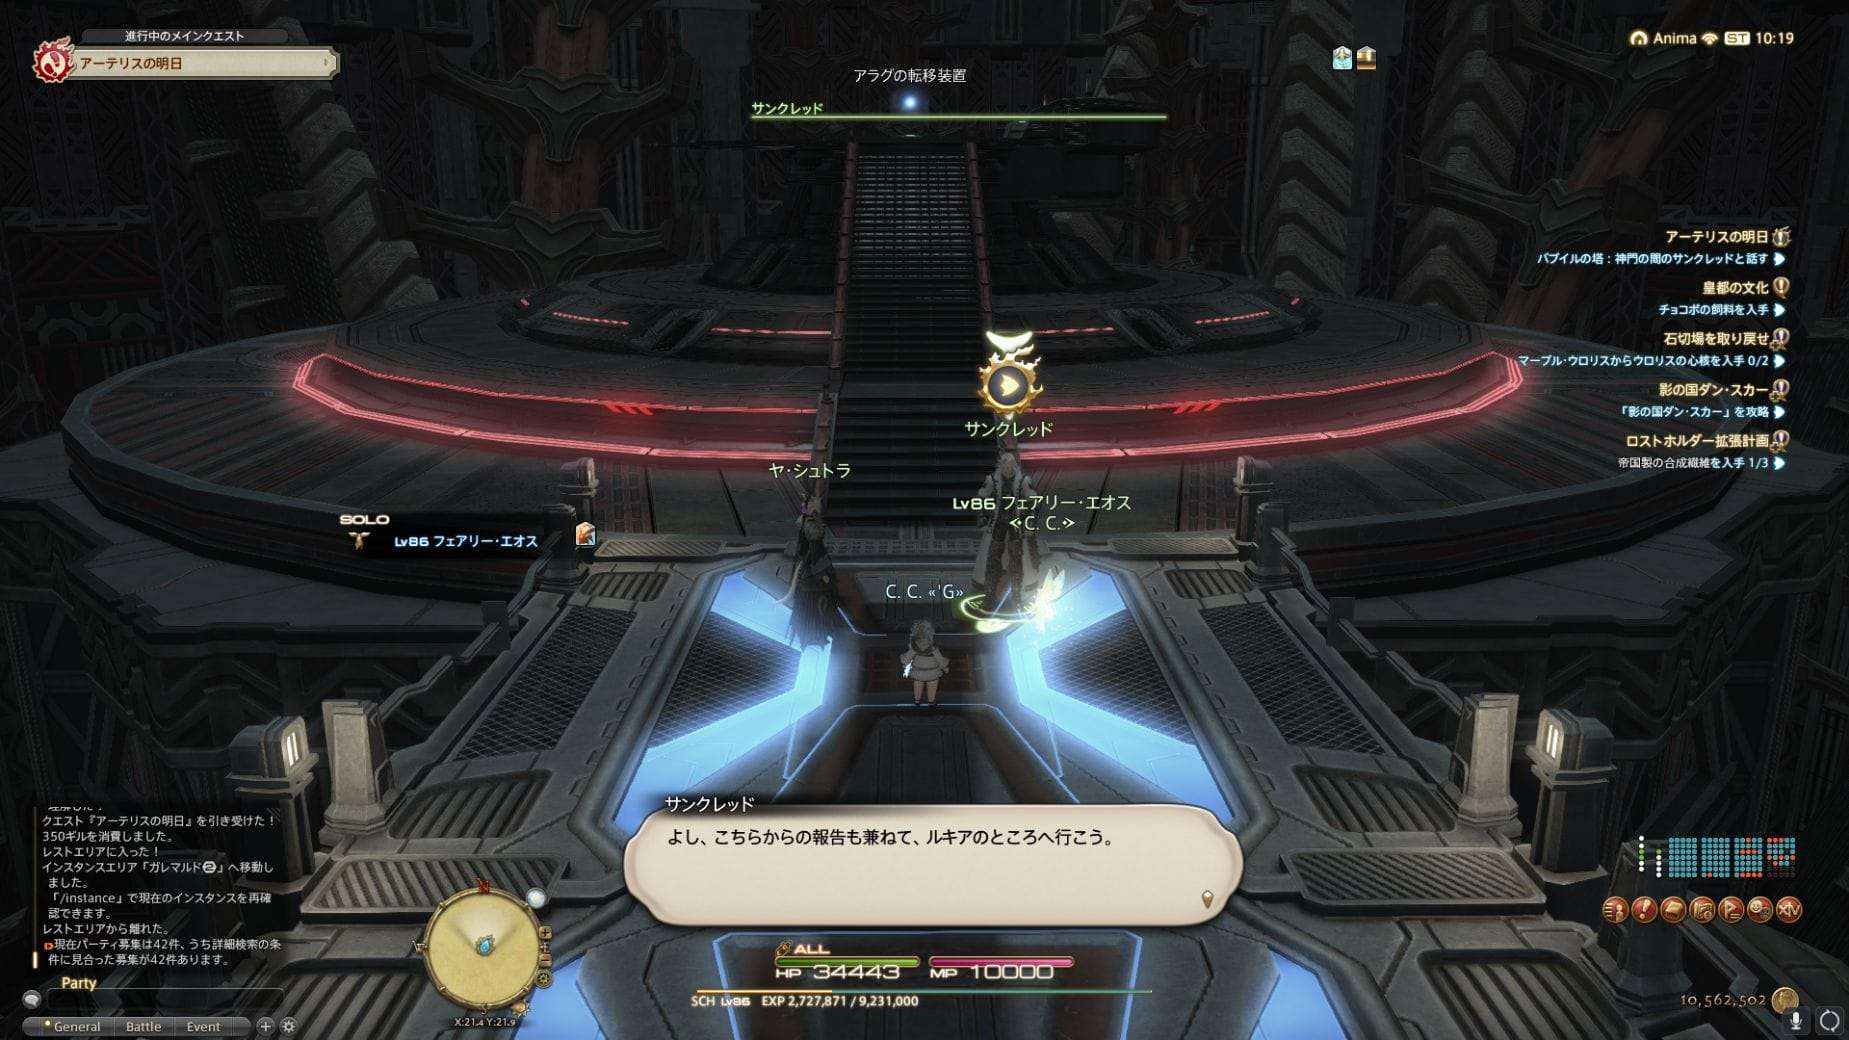 進行中のメインクエスト
アーテリスの明日
Anima ST 10:19
アラグの転移装置
サンクレッド
アーテリスの明日
バブイルの塔：神門の間のサンクレッドと話す
皇都の文化
チョコボの飼料を入手
石切場を取り戻せ
マーブル・ウロリスからウロリスの心核を入手 0/2
影の国ダン・スカー
「影の国ダン・スカー」を攻略
ロストホルダー拡張計画
帝国製の合成繊維を入手 1/3
サンクレッド
ヤ・シュトラ
Lv86 フェアリー・エオス
C. C.
SOLO
Lv86 フェアリー・エオス
C. C. «'G»
サンクレッド
よし、こちらからの報告も兼ねて、ルキアのところへ行こう。
クエスト『アーテリスの明日』を引き受けた！
350ギルを消費しました。
レストエリアに入った！
インスタンスエリア「ガレマルド2」へ移動し
ました。
「/instance」で現在のインスタンスを再確
認できます。
レストエリアから離れた。
現在パーティ募集は42件、うち詳細検索の条
件に見合った募集が42件あります。
Party
General Battle Event
X:21.4 Y:21.9
ALL
HP 34443 MP 10000
SCH Lv86 EXP 2,727,871 / 9,231,000
XIV
10,562,502